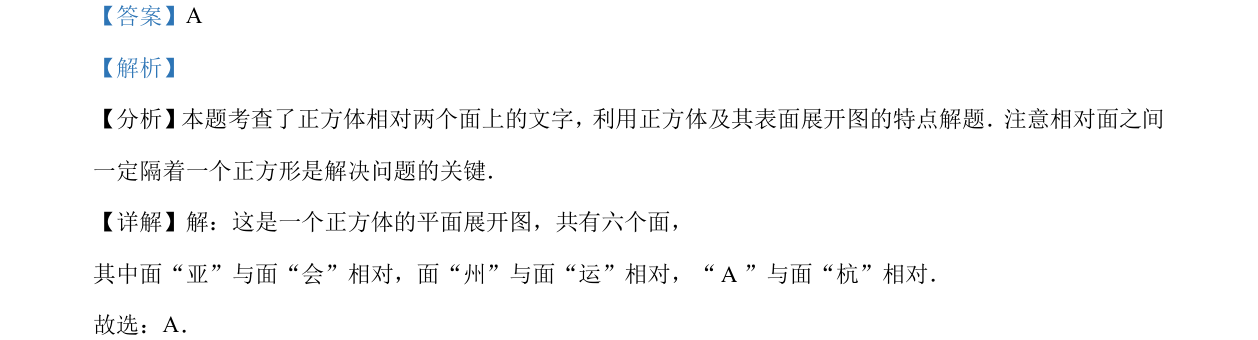 【答案】A
【解析】
【分析】本题考查了正方体相对两个面上的文字，利用正方体及其表面展开图的特点解题．注意相对面之间
一定隔着一个正方形是解决问题的关键．
【详解】解：这是一个正方体的平面展开图，共有六个面，
其中面“亚”与面“会”相对，面“州”与面“运”相对，“ A ”与面“杭”相对．
故选：A．